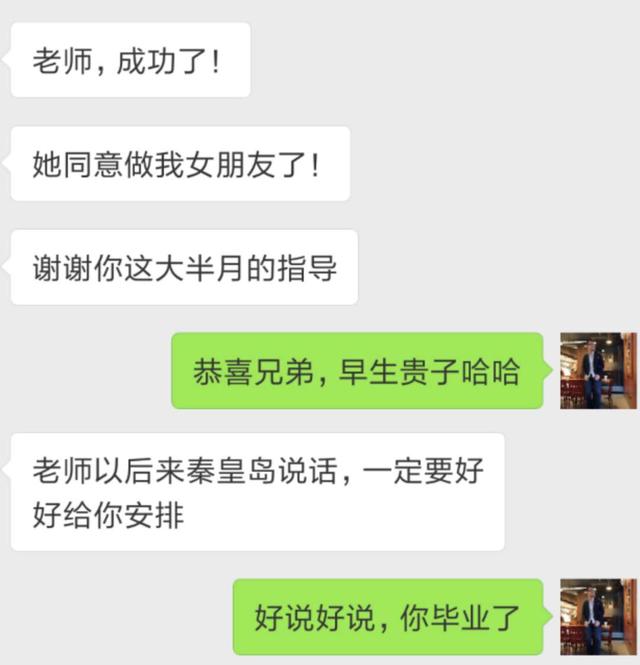 老师，成功了！
她同意做我女朋友了！
谢谢你这大半月的指导
恭喜兄弟，早生贵子哈哈
老师以后来秦皇岛说话，一定要好
好给你安排
好说好说，你毕业了